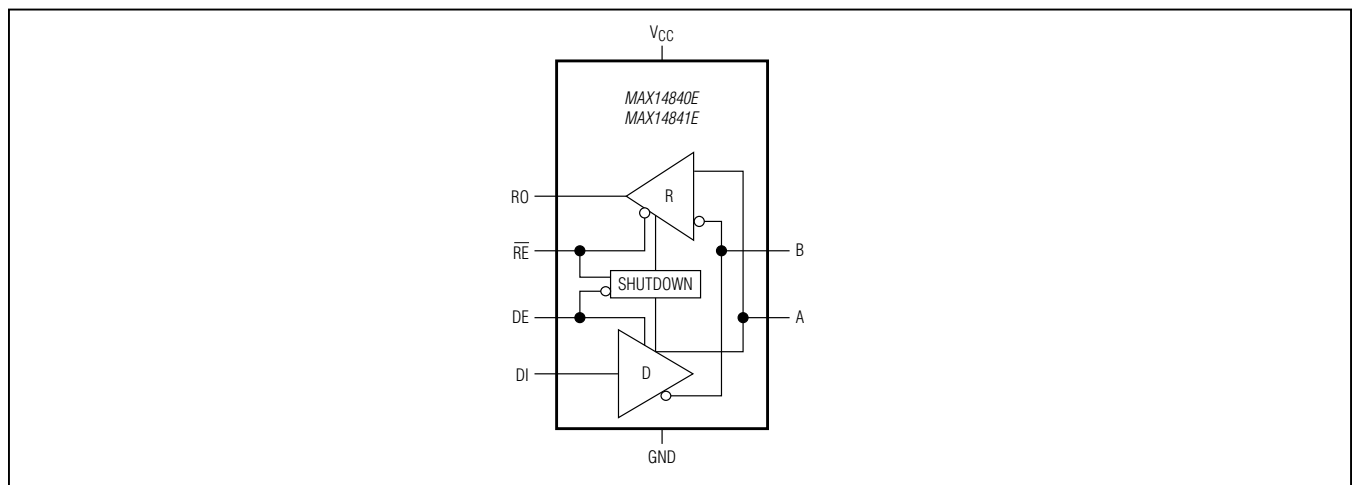 VCC
MAX14840E
MAX14841E
R
RO
RE
B
SHUTDOWN
DE
A
D
DI
GND